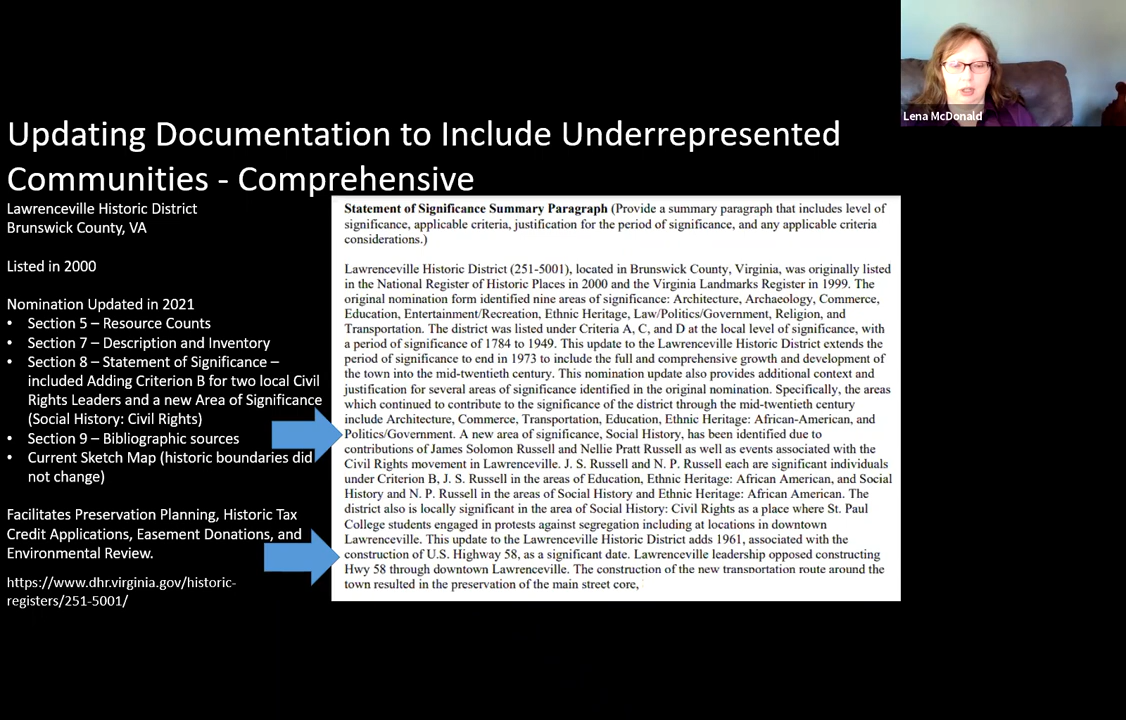 Lena McDonald
Updating Documentation to Include Underrepresented
Communities - Comprehensive
Lawrenceville Historic District
Brunswick County, VA
Listed in 2000
Nomination Updated in 2021
• Section 5 – Resource Counts
• Section 7 – Description and Inventory
• Section 8 – Statement of Significance –
included Adding Criterion B for two local Civil
Rights Leaders and a new Area of Significance
(Social History: Civil Rights)
• Section 9 – Bibliographic sources
• Current Sketch Map (historic boundaries did
not change)
Facilitates Preservation Planning, Historic Tax
Credit Applications, Easement Donations, and
Environmental Review.
https://www.dhr.virginia.gov/historic-
registers/251-5001/
Statement of Significance Summary Paragraph (Provide a summary paragraph that includes level of
significance, applicable criteria, justification for the period of significance, and any applicable criteria
considerations.)
Lawrenceville Historic District (251-5001), located in Brunswick County, Virginia, was originally listed
in the National Register of Historic Places in 2000 and the Virginia Landmarks Register in 1999. The
original nomination form identified nine areas of significance: Architecture, Archaeology, Commerce,
Education, Entertainment/Recreation, Ethnic Heritage, Law/Politics/Government, Religion, and
Transportation. The district was listed under Criteria A, C, and D at the local level of significance, with
a period of significance of 1784 to 1949. This update to the Lawrenceville Historic District extends the
period of significance to end in 1973 to include the full and comprehensive growth and development of
the town into the mid-twentieth century. This nomination update also provides additional context and
justification for several areas of significance identified in the original nomination. Specifically, the areas
which continued to contribute to the significance of the district through the mid-twentieth century
include Architecture, Commerce, Transportation, Education, Ethnic Heritage: African-American, and
Politics/Government. A new area of significance, Social History, has been identified due to
contributions of James Solomon Russell and Nellie Pratt Russell as well as events associated with the
Civil Rights movement in Lawrenceville. J. S. Russell and N. P. Russell each are significant individuals
under Criterion B, J. S. Russell in the areas of Education, Ethnic Heritage: African American, and Social
History and N. P. Russell in the areas of Social History and Ethnic Heritage: African American. The
district also is locally significant in the area of Social History: Civil Rights as a place where St. Paul
College students engaged in protests against segregation including at locations in downtown
Lawrenceville. This update to the Lawrenceville Historic District adds 1961, associated with the
construction of U.S. Highway 58, as a significant date. Lawrenceville leadership opposed constructing
Hwy 58 through downtown Lawrenceville. The construction of the new transportation route around the
town resulted in the preservation of the main street core,